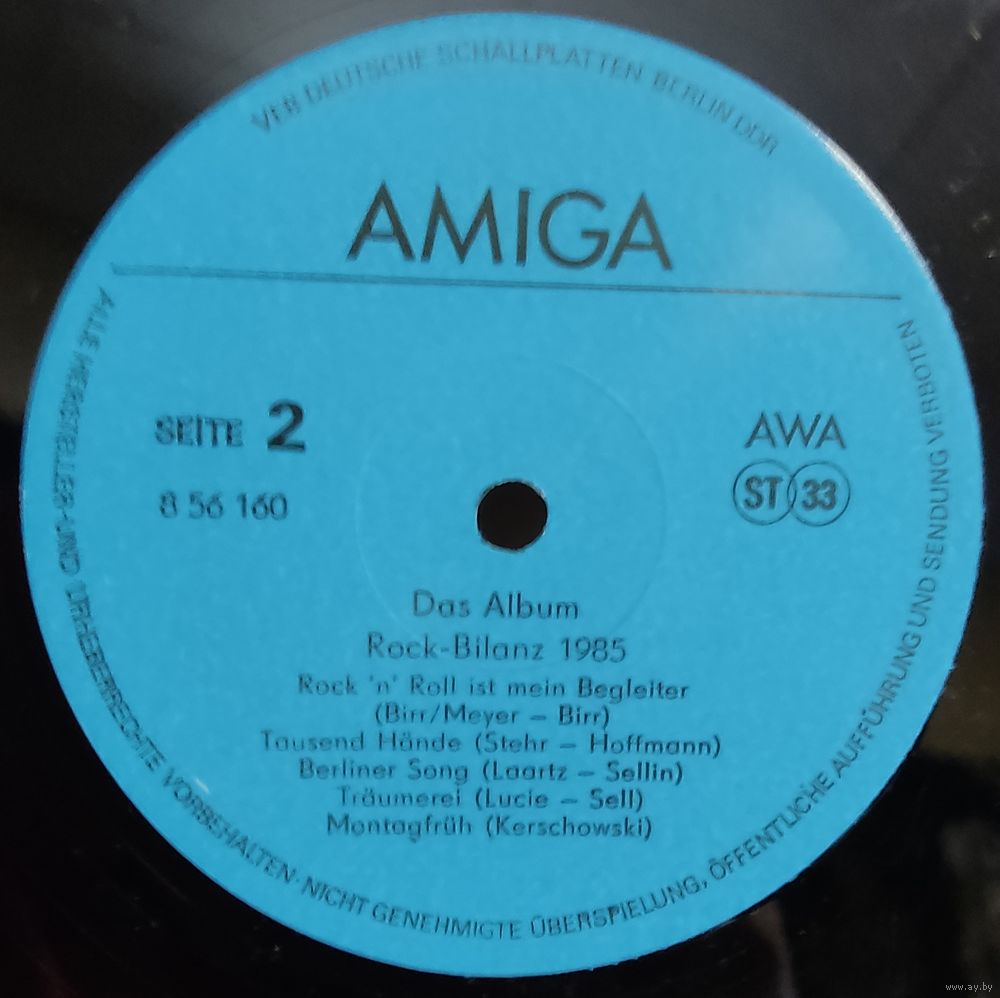 VEB DEUTSCHE SCHALLPLATTEN BERLIN DDR
AMIGA
SEITE 2
8 56 160
AWA
ST 33
Das Album
Rock-Bilanz 1985
Rock 'n' Roll ist mein Begleiter
(Birr/Meyer – Birr)
Tausend Hände (Stehr – Hoffmann)
Berliner Song (Laartz – Sellin)
Träumerei (Lucie – Sell)
Montagfrüh (Kerschowski)
ALLE HERSTELLER-UND URHEBERRECHTE VORBEHALTEN· NICHT GENEHMIGTE ÜBERSPIELUNG, ÖFFENTLICHE AUFFÜHRUNG UND SENDUNG VERBOTEN
www.ay.by